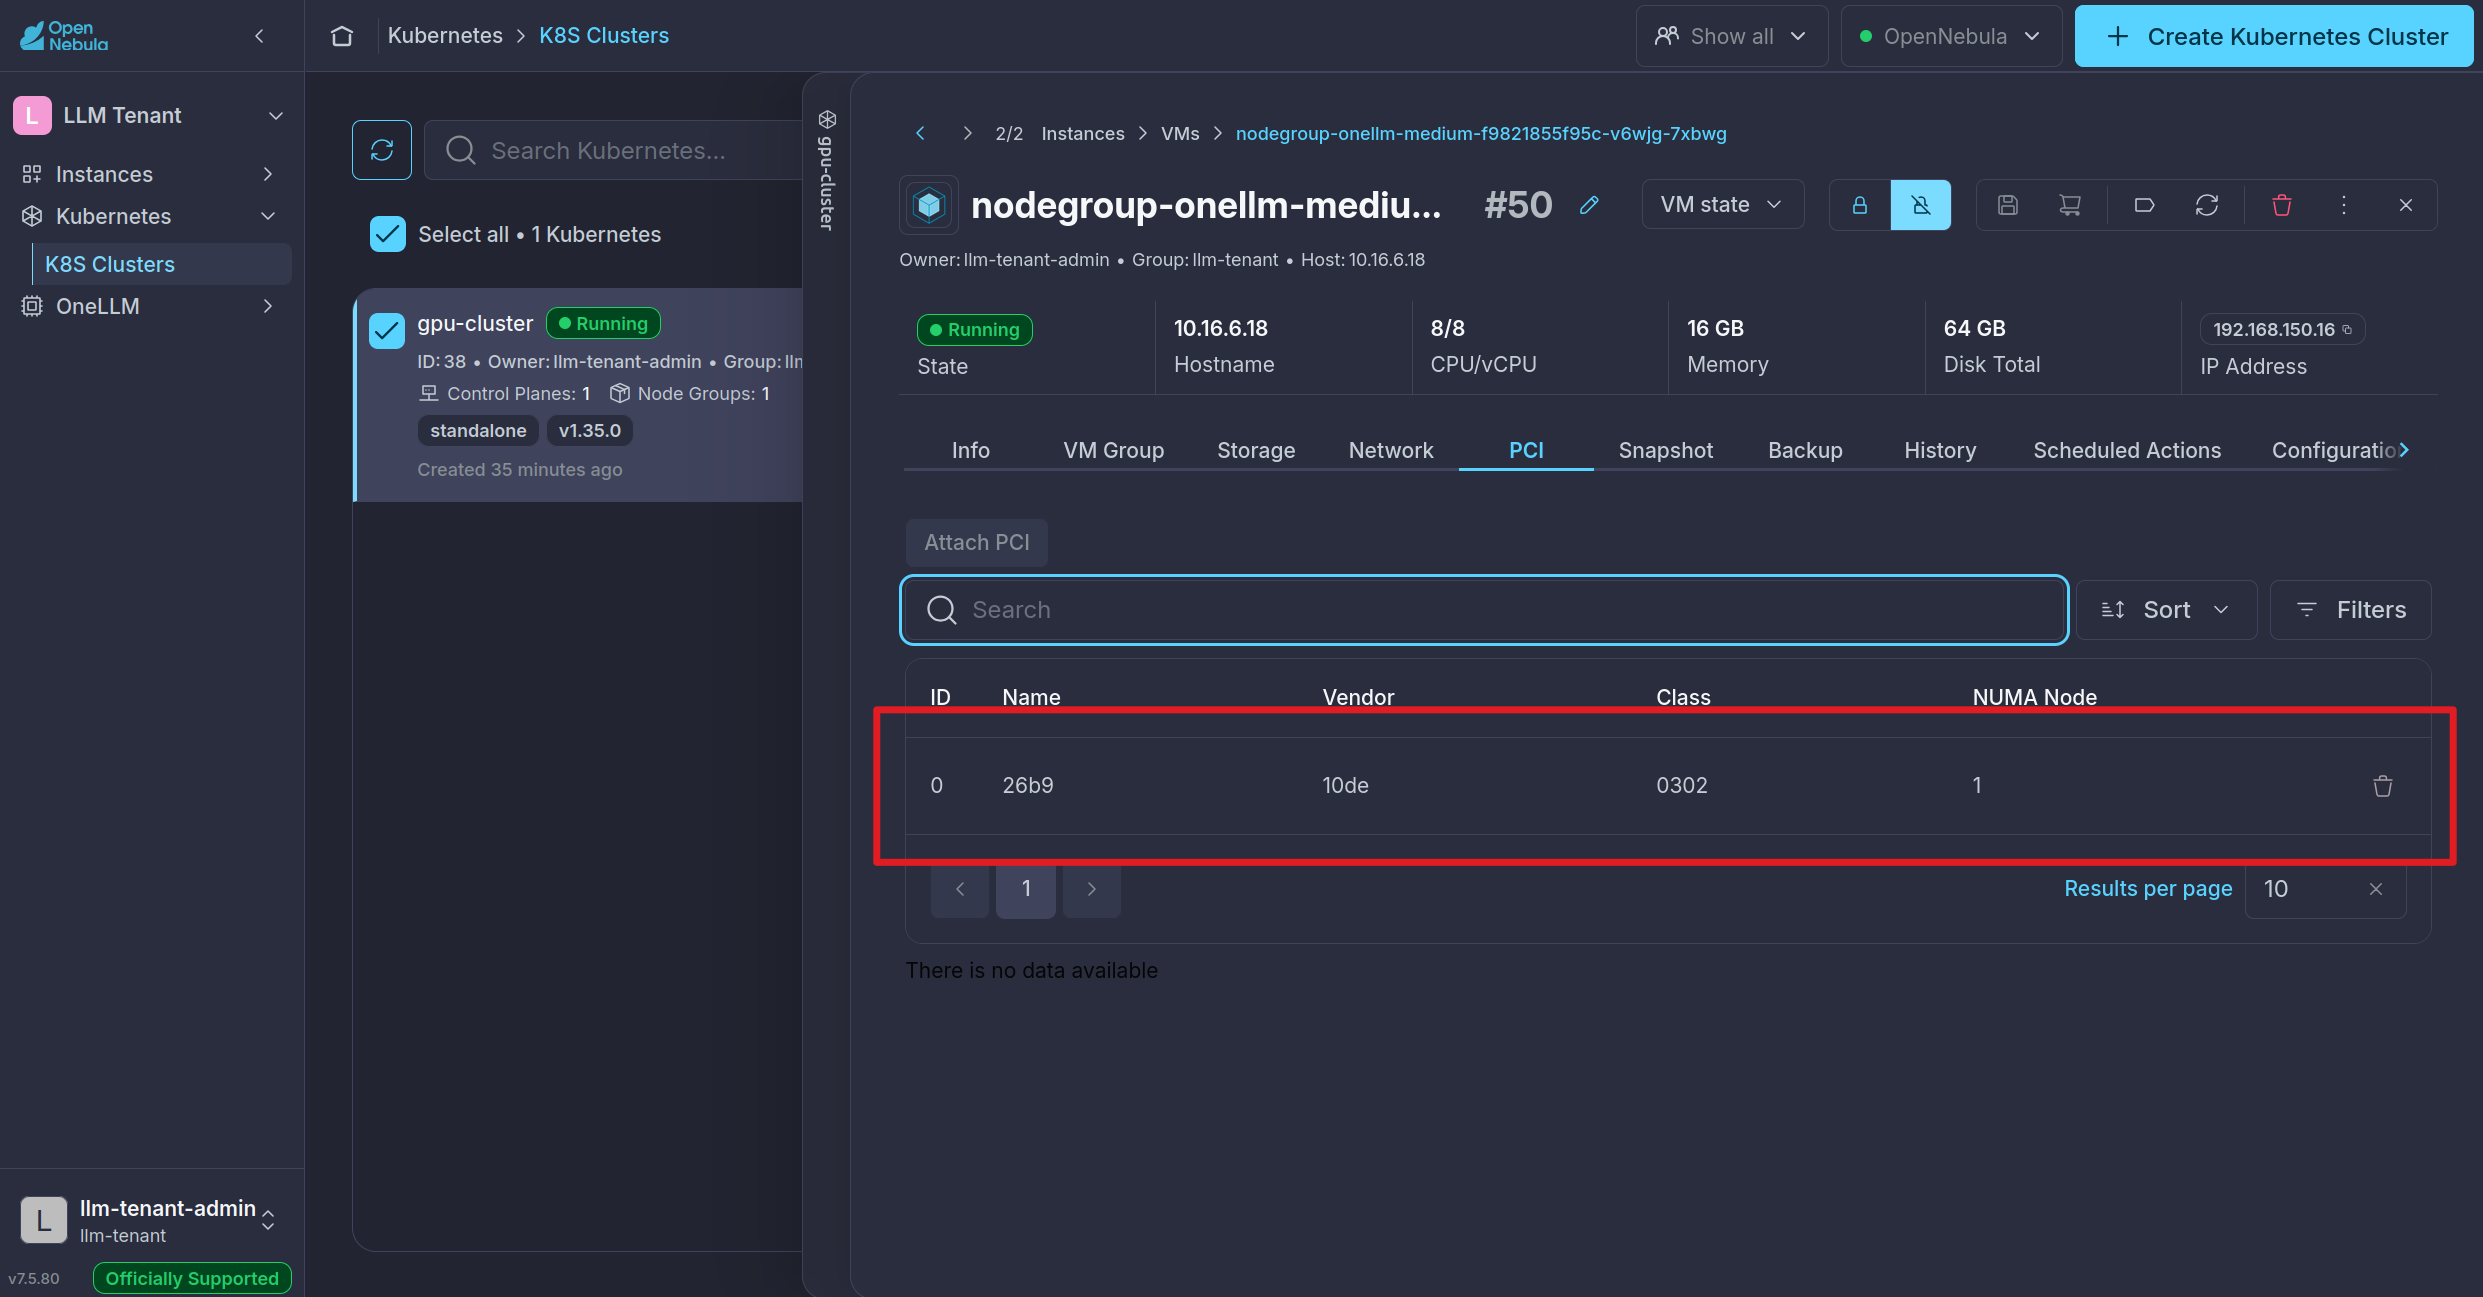 Open
Nebula
Kubernetes > K8S Clusters
Show all
OpenNebula
Create Kubernetes Cluster
L
LLM Tenant
Instances
Kubernetes
K8S Clusters
OneLLM
Search Kubernetes...
Select all • 1 Kubernetes
gpu-cluster
Running
ID: 38 • Owner: llm-tenant-admin • Group: llm
Control Planes: 1
Node Groups: 1
standalone
v1.35.0
Created 35 minutes ago
gpu-cluster
2/2
Instances > VMs > nodegroup-onellm-medium-f9821855f95c-v6wjg-7xbwg
nodegroup-onellm-mediu...
#50
VM state
Owner: llm-tenant-admin • Group: llm-tenant • Host: 10.16.6.18
Running
State
10.16.6.18
Hostname
8/8
CPU/vCPU
16 GB
Memory
64 GB
Disk Total
192.168.150.16
IP Address
Info
VM Group
Storage
Network
PCI
Snapshot
Backup
History
Scheduled Actions
Configuratio
Attach PCI
Search
Sort
Filters
ID Name Vendor Class NUMA Node
0 26b9 10de 0302 1
1
Results per page
10
There is no data available
L
llm-tenant-admin
llm-tenant
v7.5.80
Officially Supported